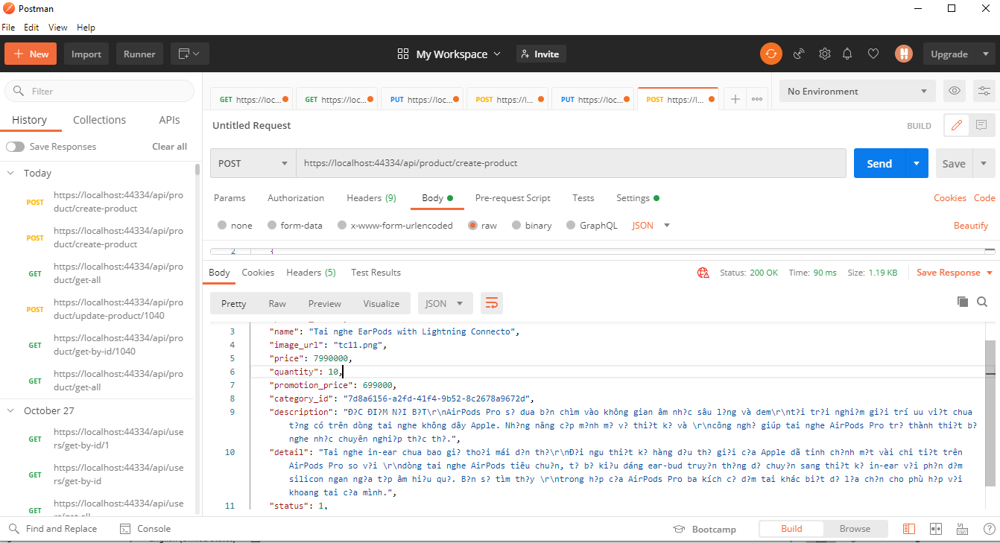 Postman
File Edit View Help
New Import Runner My Workspace Invite Upgrade
Filter
History Collections APIs
Save Responses Clear all
Today
POST https://localhost:44334/api/pro
duct/create-product
POST https://localhost:44334/api/pro
duct/create-product
GET https://localhost:44334/api/pro
duct/get-all
POST https://localhost:44334/api/pro
duct/update-product/1040
GET https://localhost:44334/api/pro
duct/get-by-id/1040
GET https://localhost:44334/api/pro
duct/get-all
October 27
GET https://localhost:44334/api/use
rs/get-by-id/1
GET https://localhost:44334/api/use
rs/get-by-id
GET https://localhost:44334/api/use
GET https://loc... GET https://loc... PUT https://loc... POST https://l... PUT https://loc... POST https://l... No Environment
Untitled Request BUILD
POST https://localhost:44334/api/product/create-product Send Save
Params Authorization Headers (9) Body Pre-request Script Tests Settings Cookies Code
none form-data x-www-form-urlencoded raw binary GraphQL JSON Beautify
2 {
Body Cookies Headers (5) Test Results Status: 200 OK Time: 90 ms Size: 1.19 KB Save Response
Pretty Raw Preview Visualize JSON
3 "name": "Tai nghe EarPods with Lightning Connecto",
4 "image_url": "tc11.png",
5 "price": 7990000,
6 "quantity": 10,
7 "promotion_price": 699000,
8 "category_id": "7d8a6156-a2fd-41f4-9b52-8c2678a9672d",
9 "description": "Đ?C ĐI?M N?I B?T\r\nAirPods Pro s? dua b?n chìm vào không gian âm nh?c sâu l?ng và dem\r\nt?i tr?i nghi?m gi?i trí uu vi?t chua
t?ng có trên dòng tai nghe không dây Apple. Nh?ng nâng c?p m?nh m? v? thi?t k? và \r\ncông ngh? giúp tai nghe AirPods Pro tr? thành thi?t b?
nghe nh?c chuyên nghi?p th?c th?.",
10 "detail": "Tai nghe in-ear chua bao gi? tho?i mái d?n th?\r\nĐ?i ngu thi?t k? hàng d?u th? gi?i c?a Apple dã tinh ch?nh m?t vài chi ti?t trên
AirPods Pro so v?i \r\ndòng tai nghe AirPods tiêu chu?n, t? b? ki?u dáng ear-bud truy?n th?ng d? chuy?n sang thi?t k? in-ear v?i ph?n d?m
silicon ngan ng?a t?p âm hi?u qu?. B?n s? tìm th?y \r\ntrong h?p c?a AirPods Pro ba kích c? d?m tai khác bi?t d? l?a ch?n cho phù h?p v?i
khoang tai c?a mình.",
11 "status": 1,
Find and Replace Console Bootcamp Build Browse